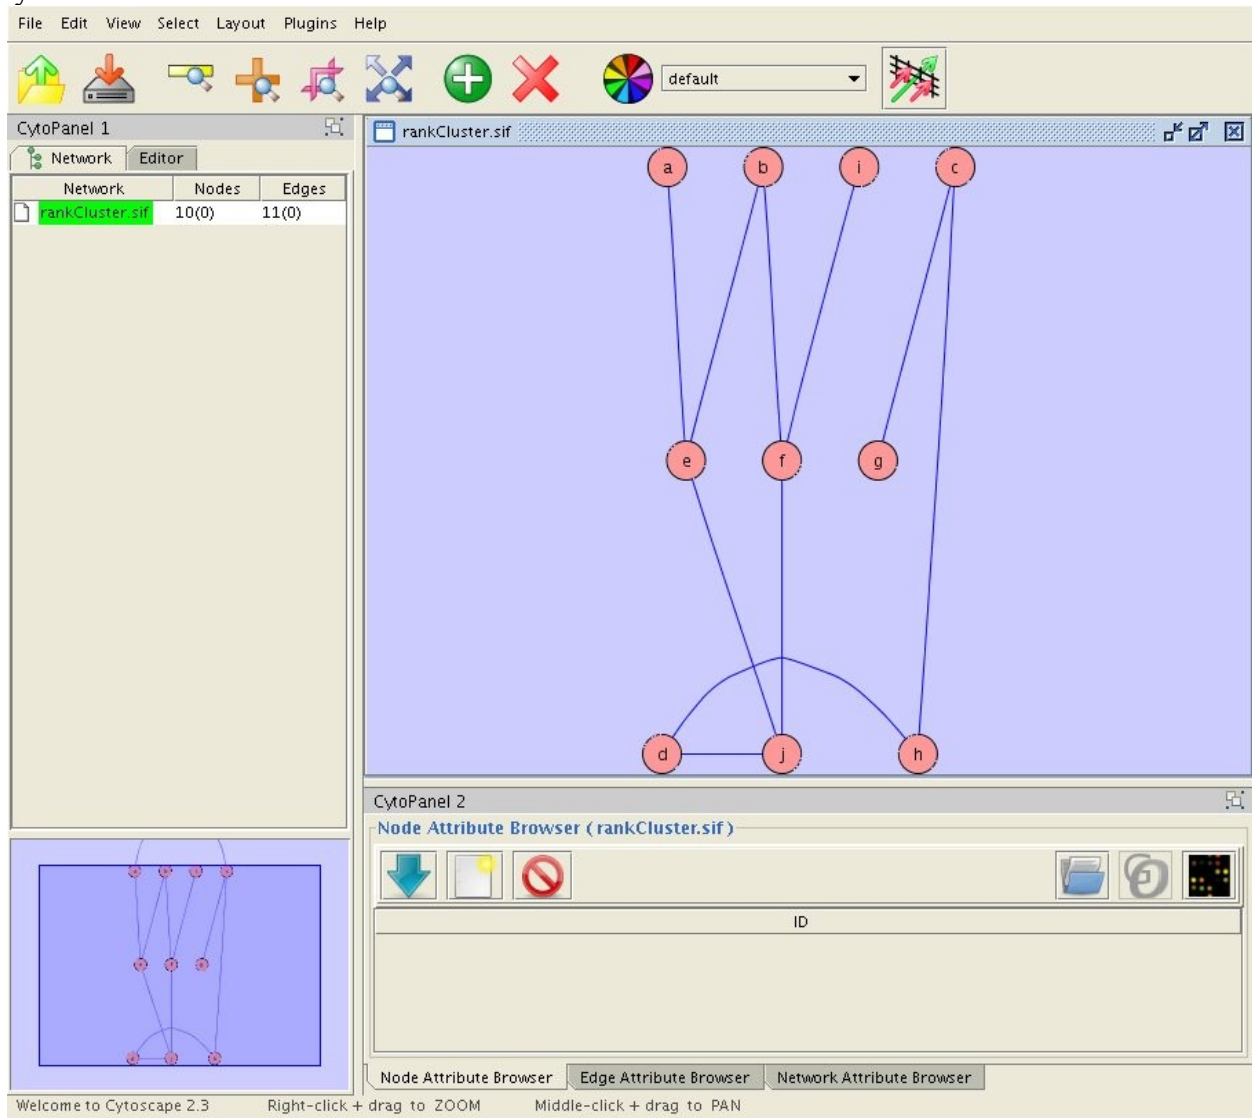 File Edit View Select Layout Plugins Help
default
CytoPanel 1
Network Editor
Network Nodes Edges
rankCluster.sif 10(0) 11(0)
rankCluster.sif
a b i c
e f g
d j h
CytoPanel 2
Node Attribute Browser ( rankCluster.sif )
ID
Node Attribute Browser Edge Attribute Browser Network Attribute Browser
Welcome to Cytoscape 2.3 Right-click + drag to ZOOM Middle-click + drag to PAN